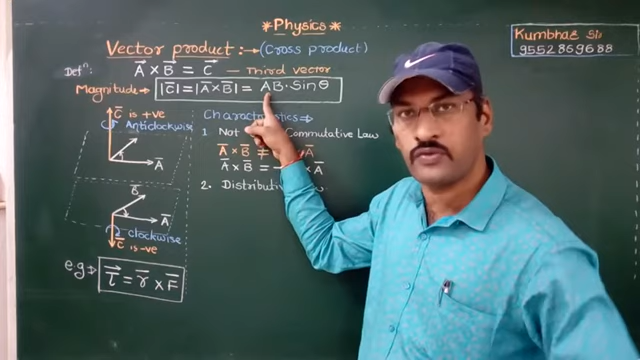 *Physics*
Kumbhar Sir
9552869688
Vector product:→(Cross product)
Defⁿ: A⃗ × B⃗ = C⃗ — Third vector
Magnitude→ |C̅| = |A̅ × B̅| = AB·Sinθ
C̅ is +ve
Anticlockwise
A̅
B̅
A̅
clockwise
C̅ is -ve
e.g⇒ τ⃗ = r̅ × F̅
1. Not Commutative Law
A̅ × B̅ ≠ A̅
A̅ × B̅ = × A̅
2. Distributive